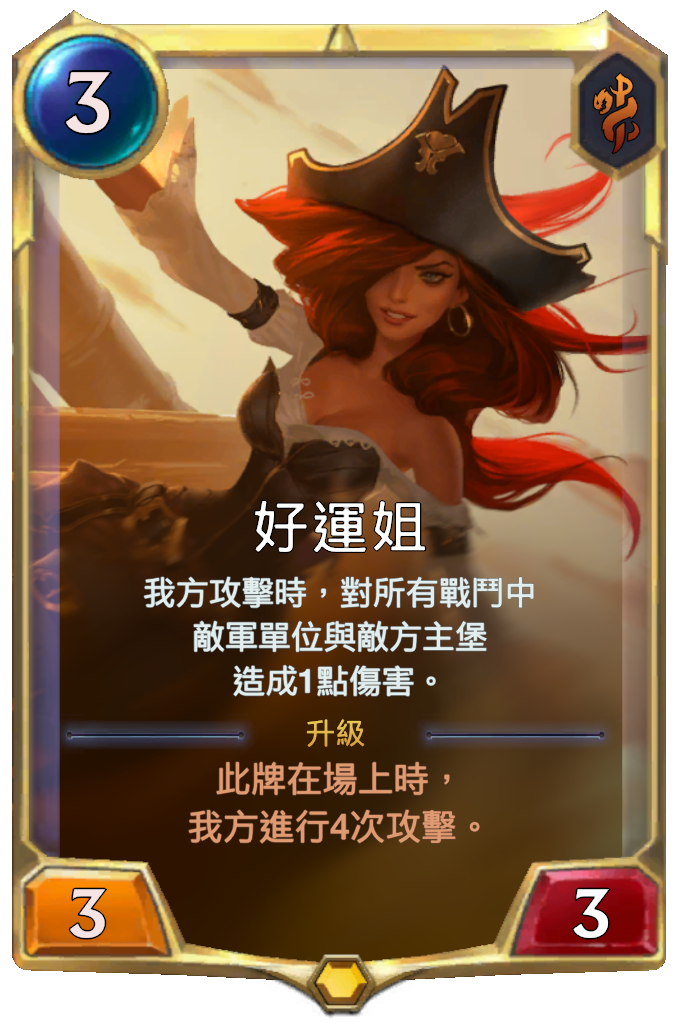 3
好運姐
我方攻擊時，對所有戰鬥中
敵軍單位與敵方主堡
造成1點傷害。
升級
此牌在場上時，
我方進行4次攻擊。
3
3